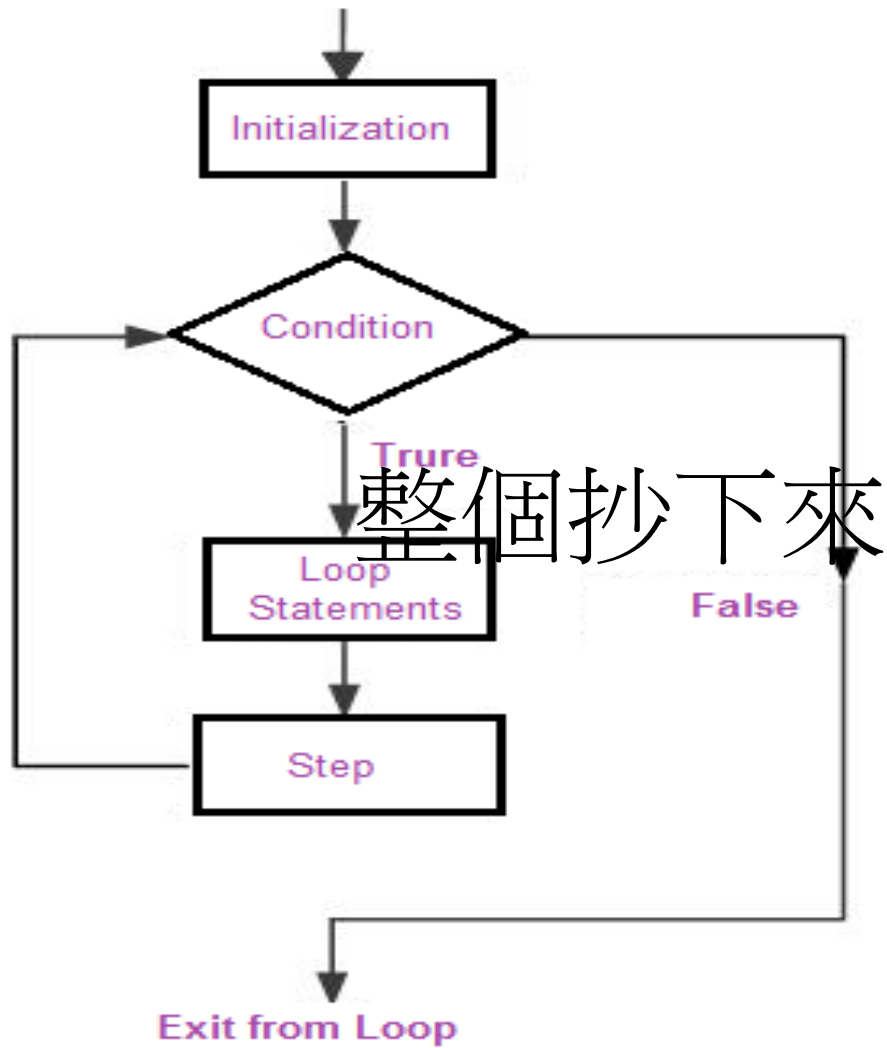 Initialization
Condition
Trure
整個抄下來
Loop
Statements
False
Step
Exit from Loop